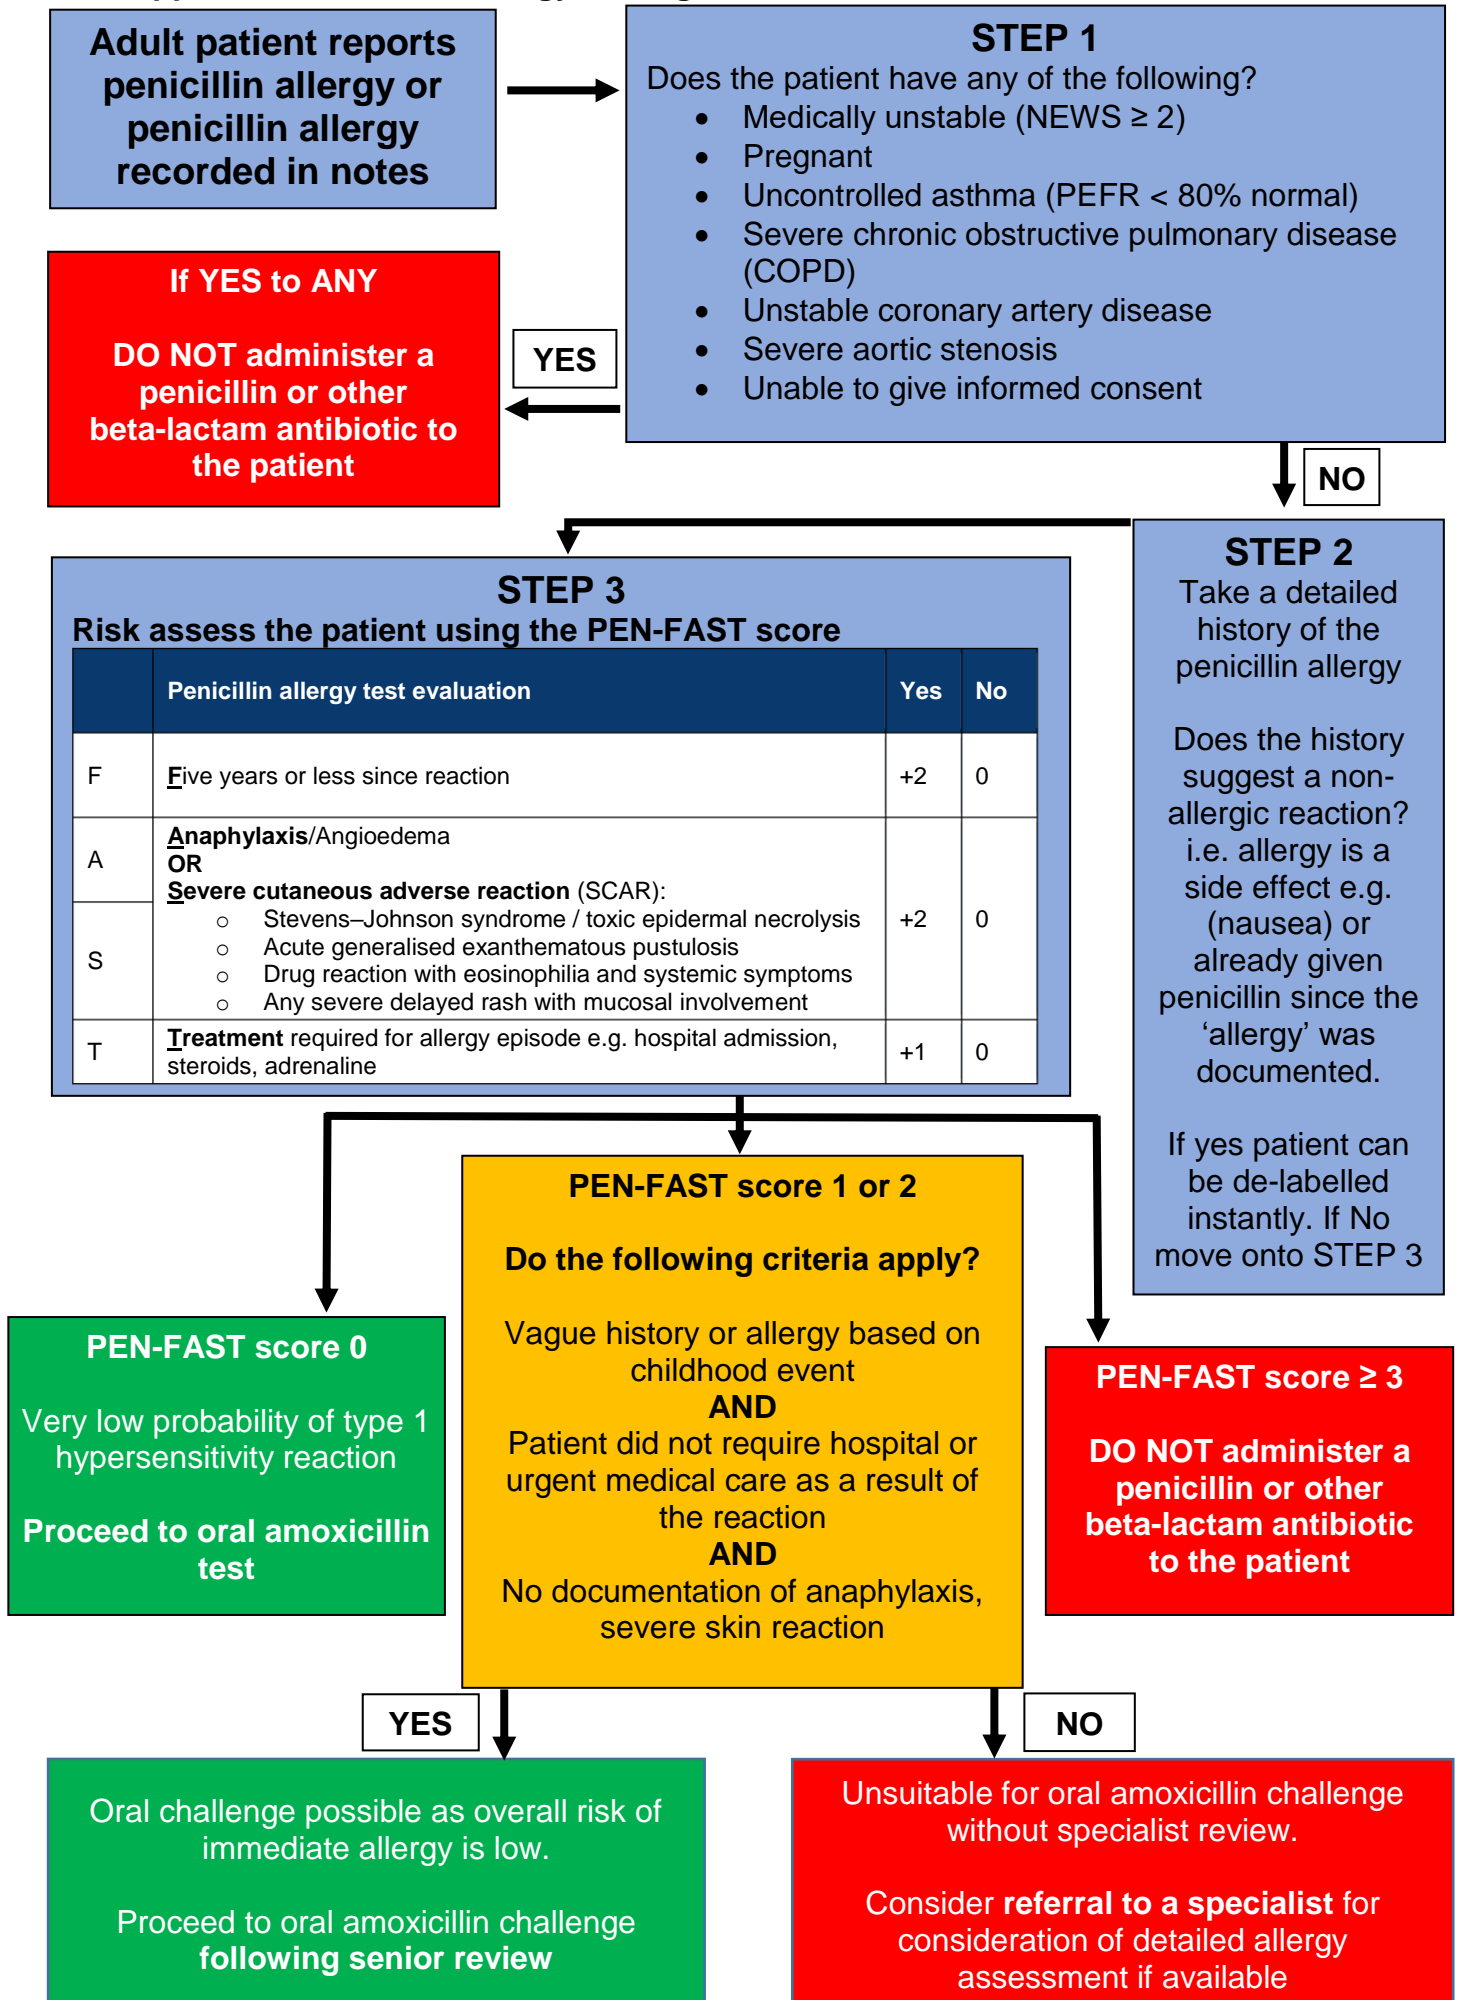 Adult patient reports
penicillin allergy or
penicillin allergy
recorded in notes
STEP 1
Does the patient have any of the following?
• Medically unstable (NEWS ≥ 2)
• Pregnant
• Uncontrolled asthma (PEFR < 80% normal)
• Severe chronic obstructive pulmonary disease
(COPD)
• Unstable coronary artery disease
• Severe aortic stenosis
• Unable to give informed consent
YES
If YES to ANY
DO NOT administer a
penicillin or other
beta-lactam antibiotic to
the patient
NO
STEP 2
Take a detailed
history of the
penicillin allergy
Does the history
suggest a non-
allergic reaction?
i.e. allergy is a
side effect e.g.
(nausea) or
already given
penicillin since the
‘allergy’ was
documented.
If yes patient can
be de-labelled
instantly. If No
move onto STEP 3
STEP 3
Risk assess the patient using the PEN-FAST score
Penicillin allergy test evaluation Yes No
F Five years or less since reaction +2 0
A Anaphylaxis/Angioedema
OR
Severe cutaneous adverse reaction (SCAR):
o Stevens–Johnson syndrome / toxic epidermal necrolysis +2 0
o Acute generalised exanthematous pustulosis
S o Drug reaction with eosinophilia and systemic symptoms
o Any severe delayed rash with mucosal involvement
T Treatment required for allergy episode e.g. hospital admission, +1 0
steroids, adrenaline
PEN-FAST score 0
Very low probability of type 1
hypersensitivity reaction
Proceed to oral amoxicillin
test
PEN-FAST score 1 or 2
Do the following criteria apply?
Vague history or allergy based on
childhood event
AND
Patient did not require hospital or
urgent medical care as a result of
the reaction
AND
No documentation of anaphylaxis,
severe skin reaction
PEN-FAST score ≥ 3
DO NOT administer a
penicillin or other
beta-lactam antibiotic
to the patient
YES
NO
Oral challenge possible as overall risk of
immediate allergy is low.
Proceed to oral amoxicillin challenge
following senior review
Unsuitable for oral amoxicillin challenge
without specialist review.
Consider referral to a specialist for
consideration of detailed allergy
assessment if available